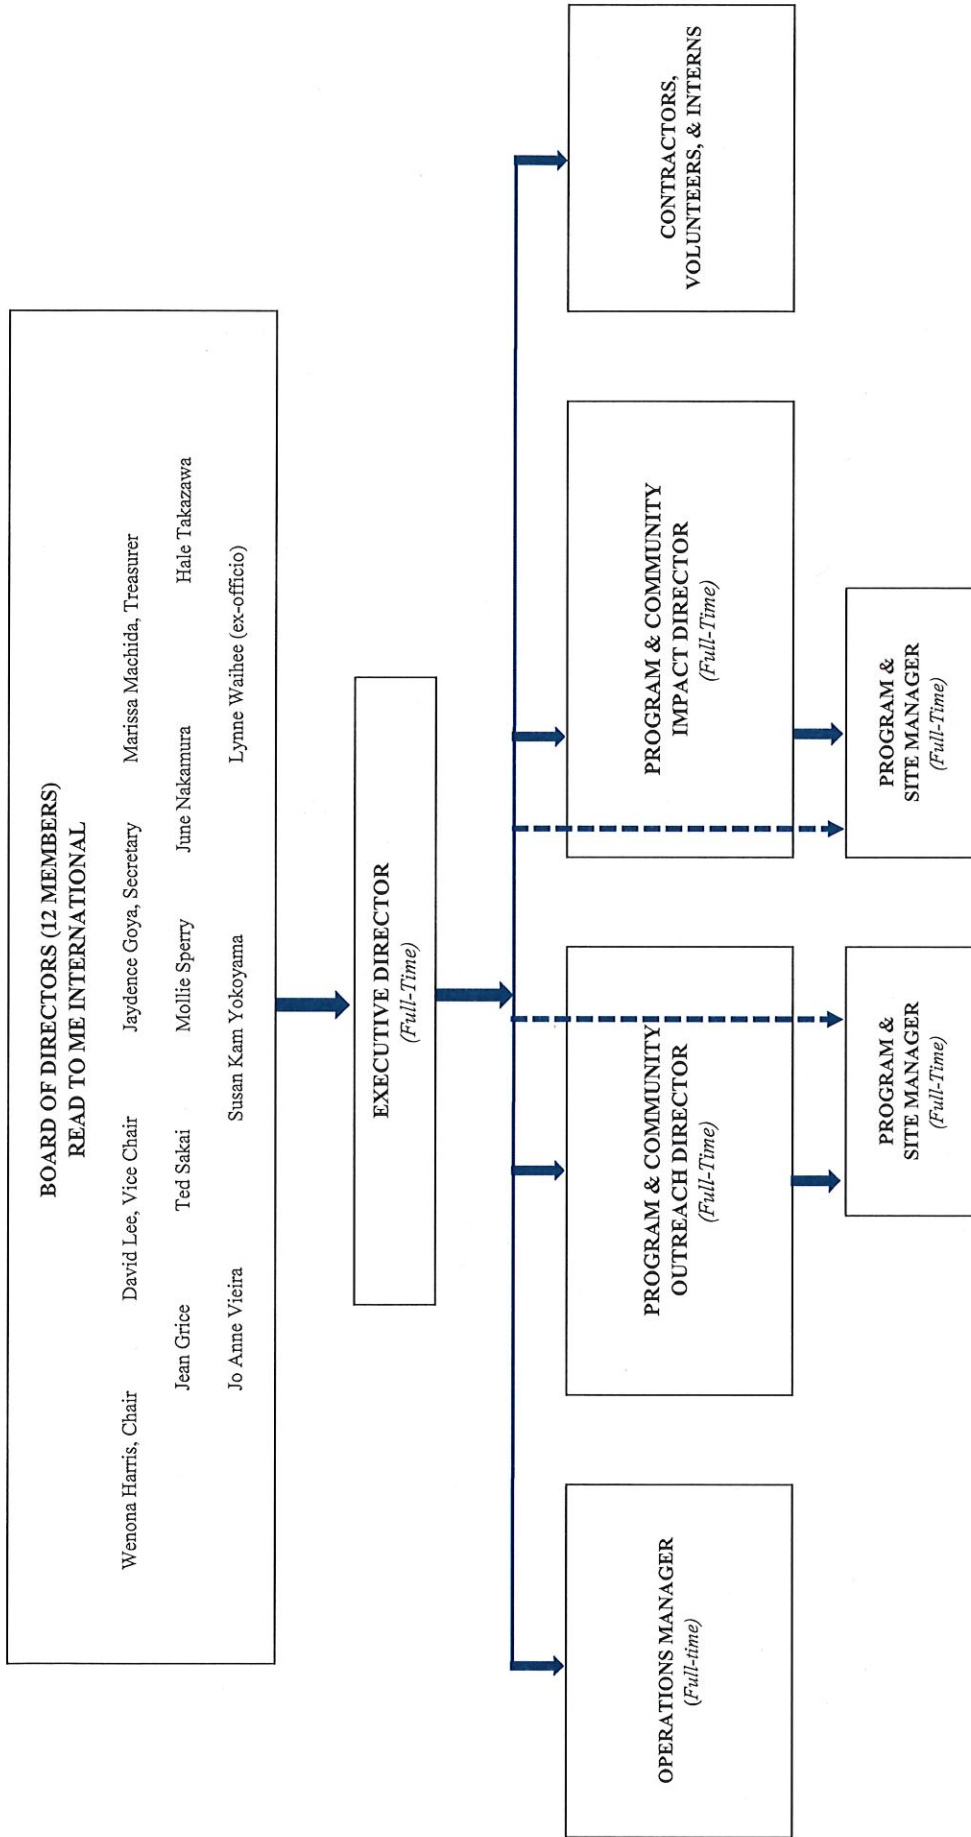 BOARD OF DIRECTORS (12 MEMBERS)
READ TO ME INTERNATIONAL
Wenona Harris, Chair David Lee, Vice Chair Jaydence Goya, Secretary Marissa Machida, Treasurer
Jean Grice Ted Sakai Mollie Sperry June Nakamura Hale Takazawa
Jo Anne Vieira Susan Kam Yokoyama Lynne Waihee (ex-officio)
EXECUTIVE DIRECTOR
(Full-Time)
OPERATIONS MANAGER
(Full-time)
PROGRAM & COMMUNITY
OUTREACH DIRECTOR
(Full-Time)
PROGRAM & COMMUNITY
IMPACT DIRECTOR
(Full-Time)
CONTRACTORS,
VOLUNTEERS, & INTERNS
PROGRAM &
SITE MANAGER
(Full-Time)
PROGRAM &
SITE MANAGER
(Full-Time)